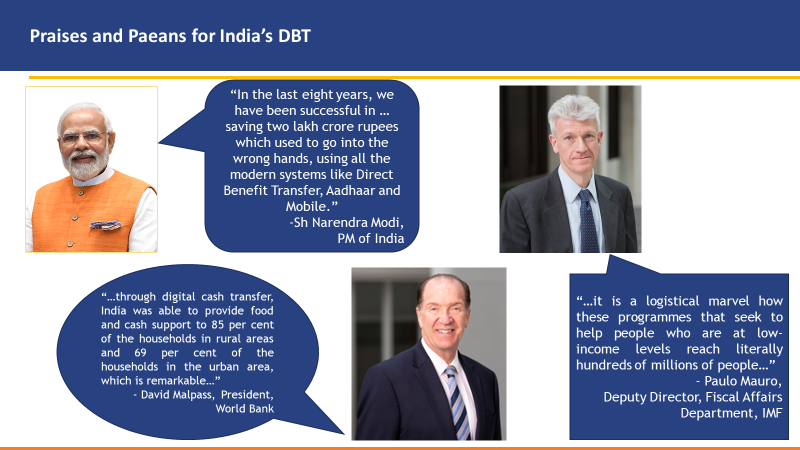 Praises and Paeans for India's DBT
“In the last eight years, we
have been successful in …
saving two lakh crore rupees
which used to go into the
wrong hands, using all the
modern systems like Direct
Benefit Transfer, Aadhaar and
Mobile.”
-Sh Narendra Modi,
PM of India
“…through digital cash transfer,
India was able to provide food
and cash support to 85 per cent
of the households in rural areas
and 69 per cent of the
households in the urban area,
which is remarkable…”
- David Malpass, President,
World Bank
“…it is a logistical marvel how
these programmes that seek to
help people who are at low-
income levels reach literally
hundreds of millions of people…”
- Paulo Mauro,
Deputy Director, Fiscal Affairs
Department, IMF